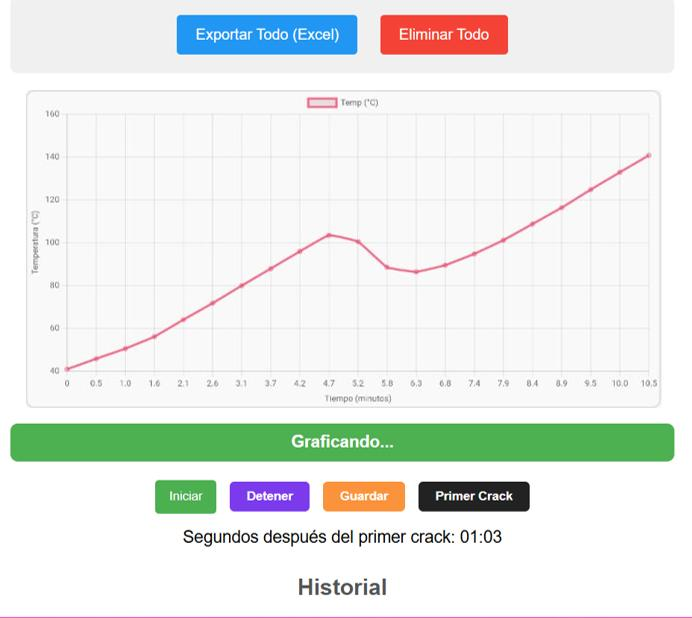 Exportar Todo (Excel) Eliminar Todo
Temp (°C)
160
140
120
100
80
60
40
Temperatura (°C)
0 0.5 1.0 1.6 2.1 2.6 3.1 3.7 4.2 4.7 5.2 5.8 6.3 6.8 7.4 7.9 8.4 8.9 9.5 10.0 10.5
Tiempo (minutos)
Graficando...
Iniciar Detener Guardar Primer Crack
Segundos después del primer crack: 01:03
Historial